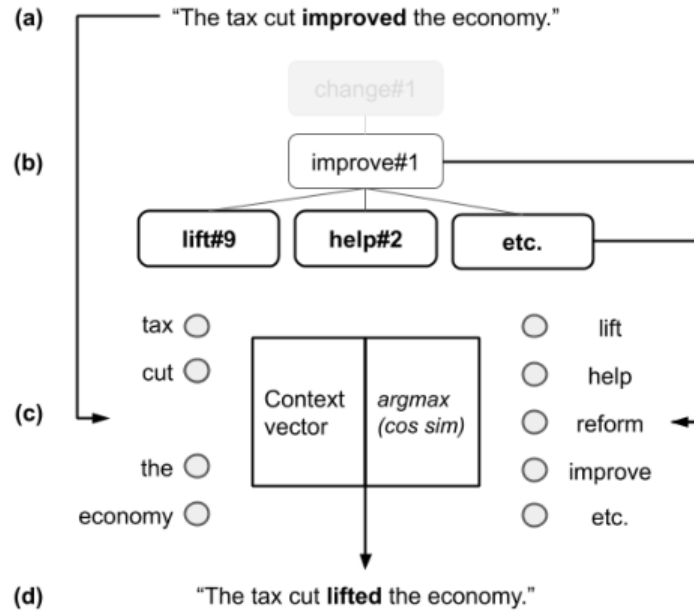 (a) “The tax cut improved the economy.”
change#1
(b) improve#1
lift#9 help#2 etc.
tax lift
cut help
(c) Context vector argmax (cos sim) reform
the improve
economy etc.
(d) “The tax cut lifted the economy.”